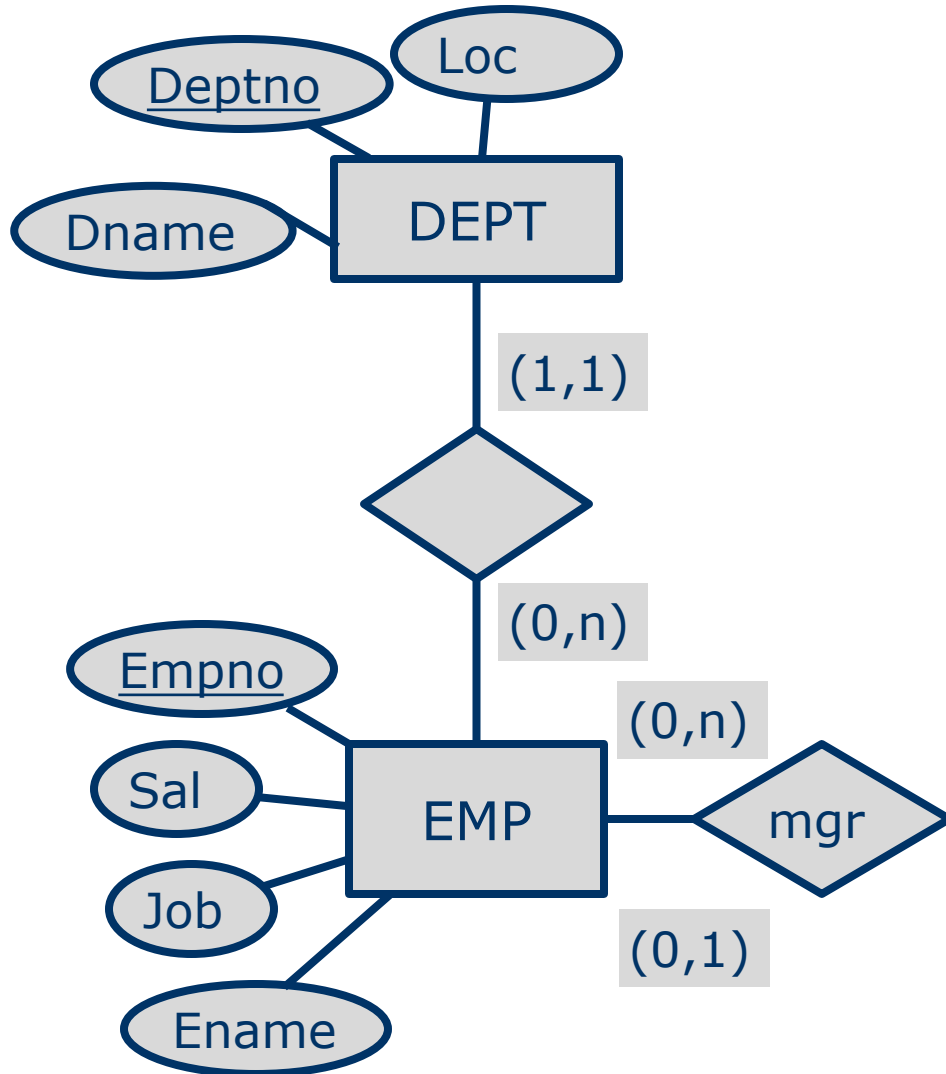 Loc
Deptno
Dname
DEPT
(1,1)
(0,n)
Empno
(0,n)
Sal
EMP
mgr
Job
(0,1)
Ename